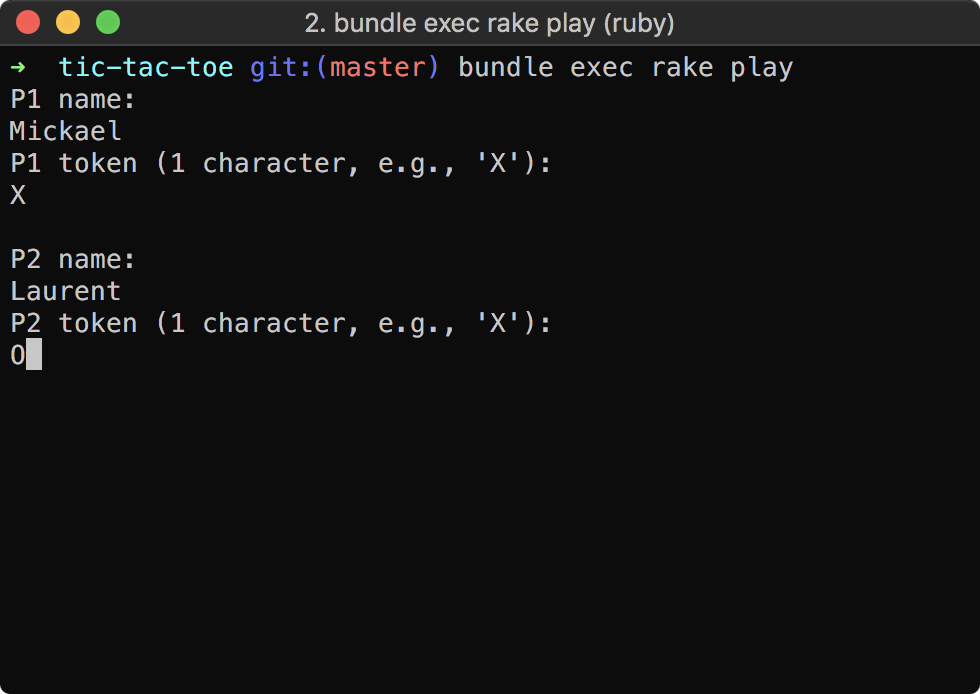 2. bundle exec rake play (ruby)
➜  tic-tac-toe git:(master) bundle exec rake play
P1 name:
Mickael
P1 token (1 character, e.g., 'X'):
X

P2 name:
Laurent
P2 token (1 character, e.g., 'X'):
O